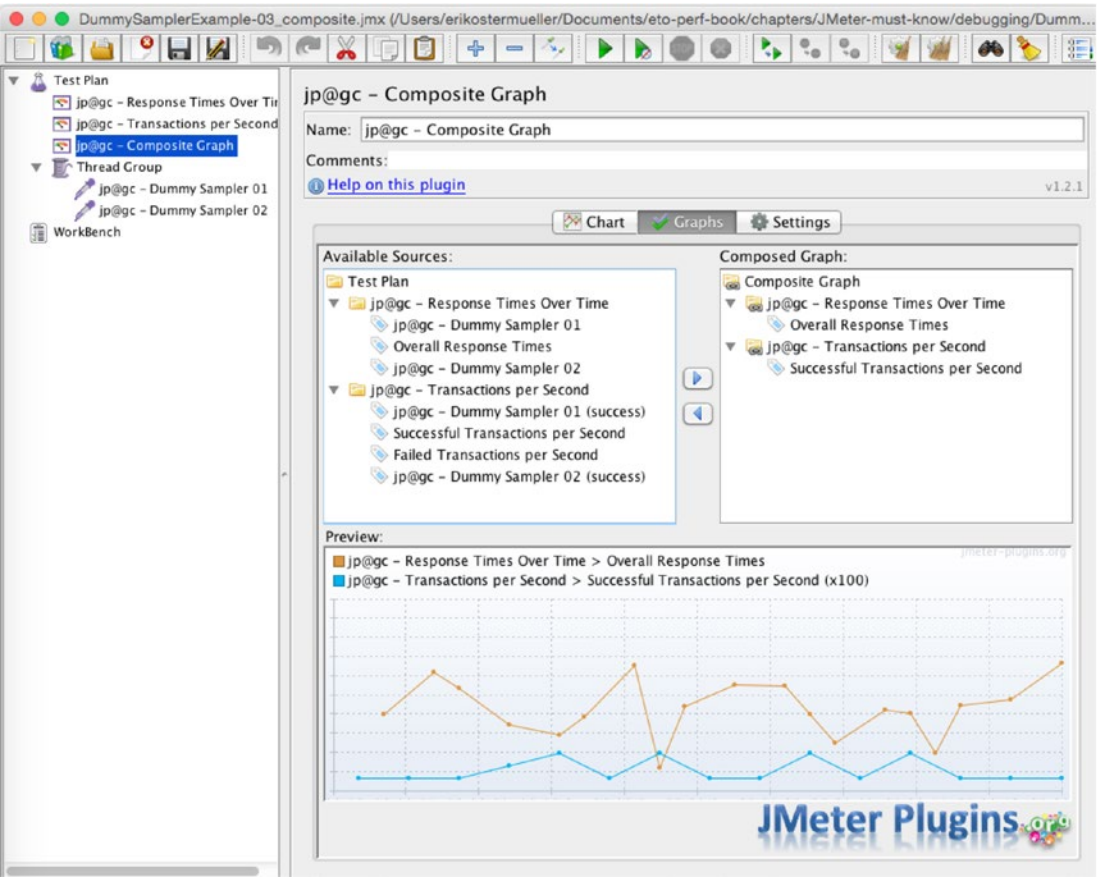 DummySamplerExample-03_composite.jmx (/Users/erikostermueller/Documents/eto-perf-book/chapters/JMeter-must-know/debugging/Dumm...
Test Plan
jp@gc – Response Times Over Tir
jp@gc – Transactions per Second
jp@gc – Composite Graph
Thread Group
jp@gc – Dummy Sampler 01
jp@gc – Dummy Sampler 02
WorkBench
jp@gc – Composite Graph
Name: jp@gc – Composite Graph
Comments:
Help on this plugin v1.2.1
Chart Graphs Settings
Available Sources:
Test Plan
jp@gc – Response Times Over Time
jp@gc – Dummy Sampler 01
Overall Response Times
jp@gc – Dummy Sampler 02
jp@gc – Transactions per Second
jp@gc – Dummy Sampler 01 (success)
Successful Transactions per Second
Failed Transactions per Second
jp@gc – Dummy Sampler 02 (success)
Composed Graph:
Composite Graph
jp@gc – Response Times Over Time
Overall Response Times
jp@gc – Transactions per Second
Successful Transactions per Second
Preview:
jmeter-plugins.org
jp@gc – Response Times Over Time > Overall Response Times
jp@gc – Transactions per Second > Successful Transactions per Second (x100)
JMeter Plugins.org